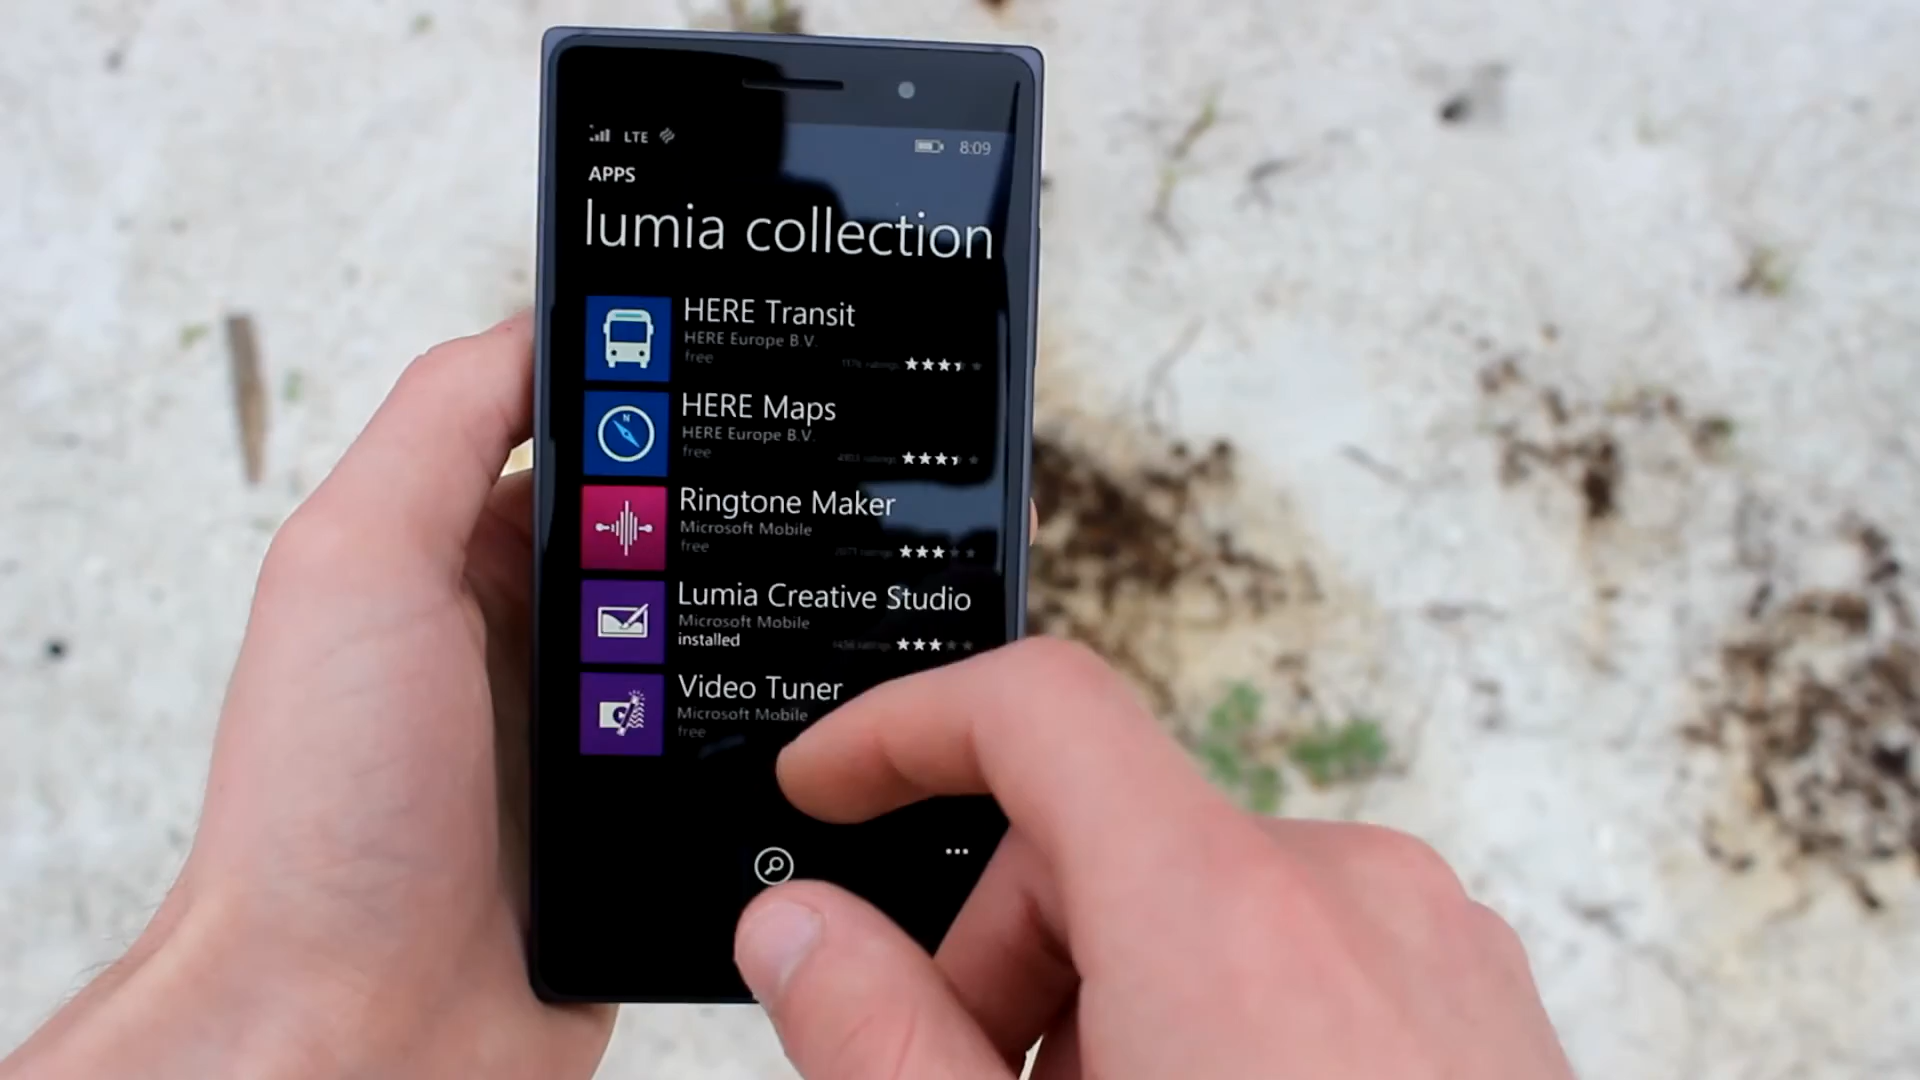 LTE
8:09
APPS
lumia collection
HERE Transit
HERE Europe B.V.
free
HERE Maps
HERE Europe B.V.
free
Ringtone Maker
Microsoft Mobile
free
Lumia Creative Studio
Microsoft Mobile
installed
Video Tuner
Microsoft Mobile
free